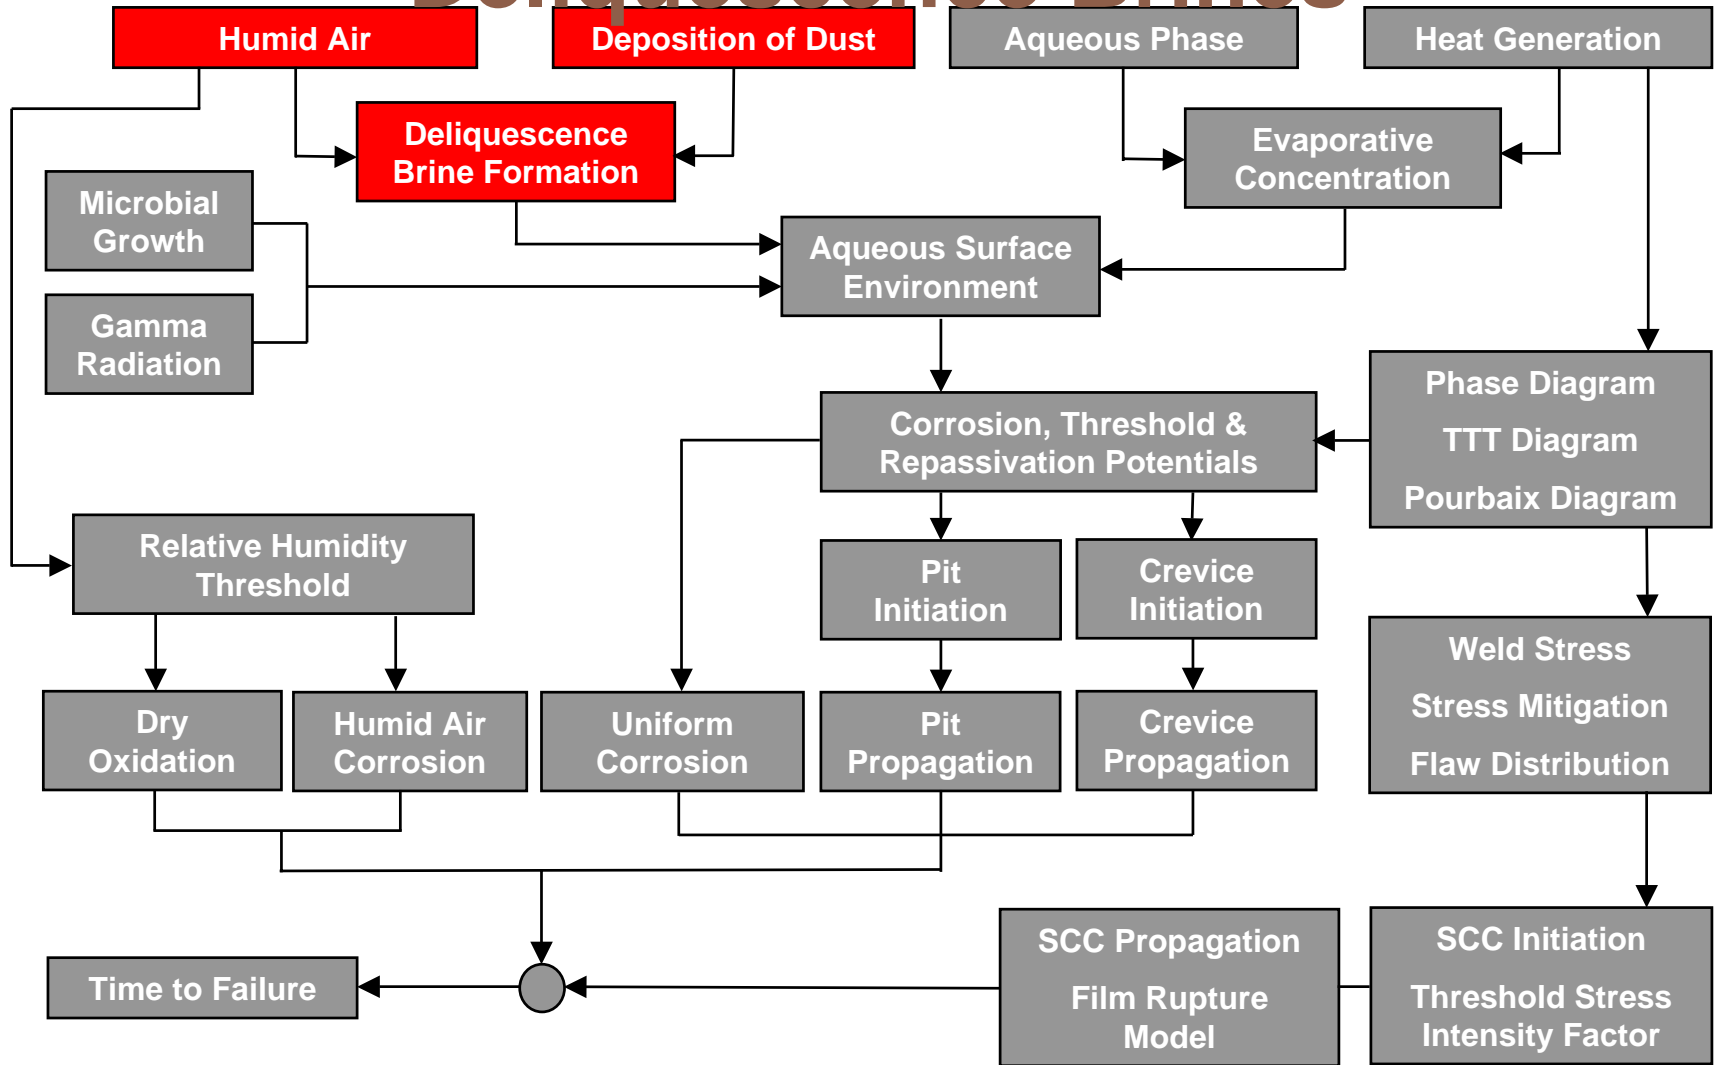 Deliquescence Brines
Humid Air
Deposition of Dust
Aqueous Phase
Heat Generation
Deliquescence
Brine Formation
Evaporative
Concentration
Microbial
Growth
Aqueous Surface
Environment
Gamma
Radiation
Phase Diagram
TTT Diagram
Pourbaix Diagram
Corrosion, Threshold &
Repassivation Potentials
Relative Humidity
Threshold
Pit
Initiation
Crevice
Initiation
Weld Stress
Stress Mitigation
Flaw Distribution
Dry
Oxidation
Humid Air
Corrosion
Uniform
Corrosion
Pit
Propagation
Crevice
Propagation
SCC Propagation
Film Rupture
Model
SCC Initiation
Threshold Stress
Intensity Factor
Time to Failure